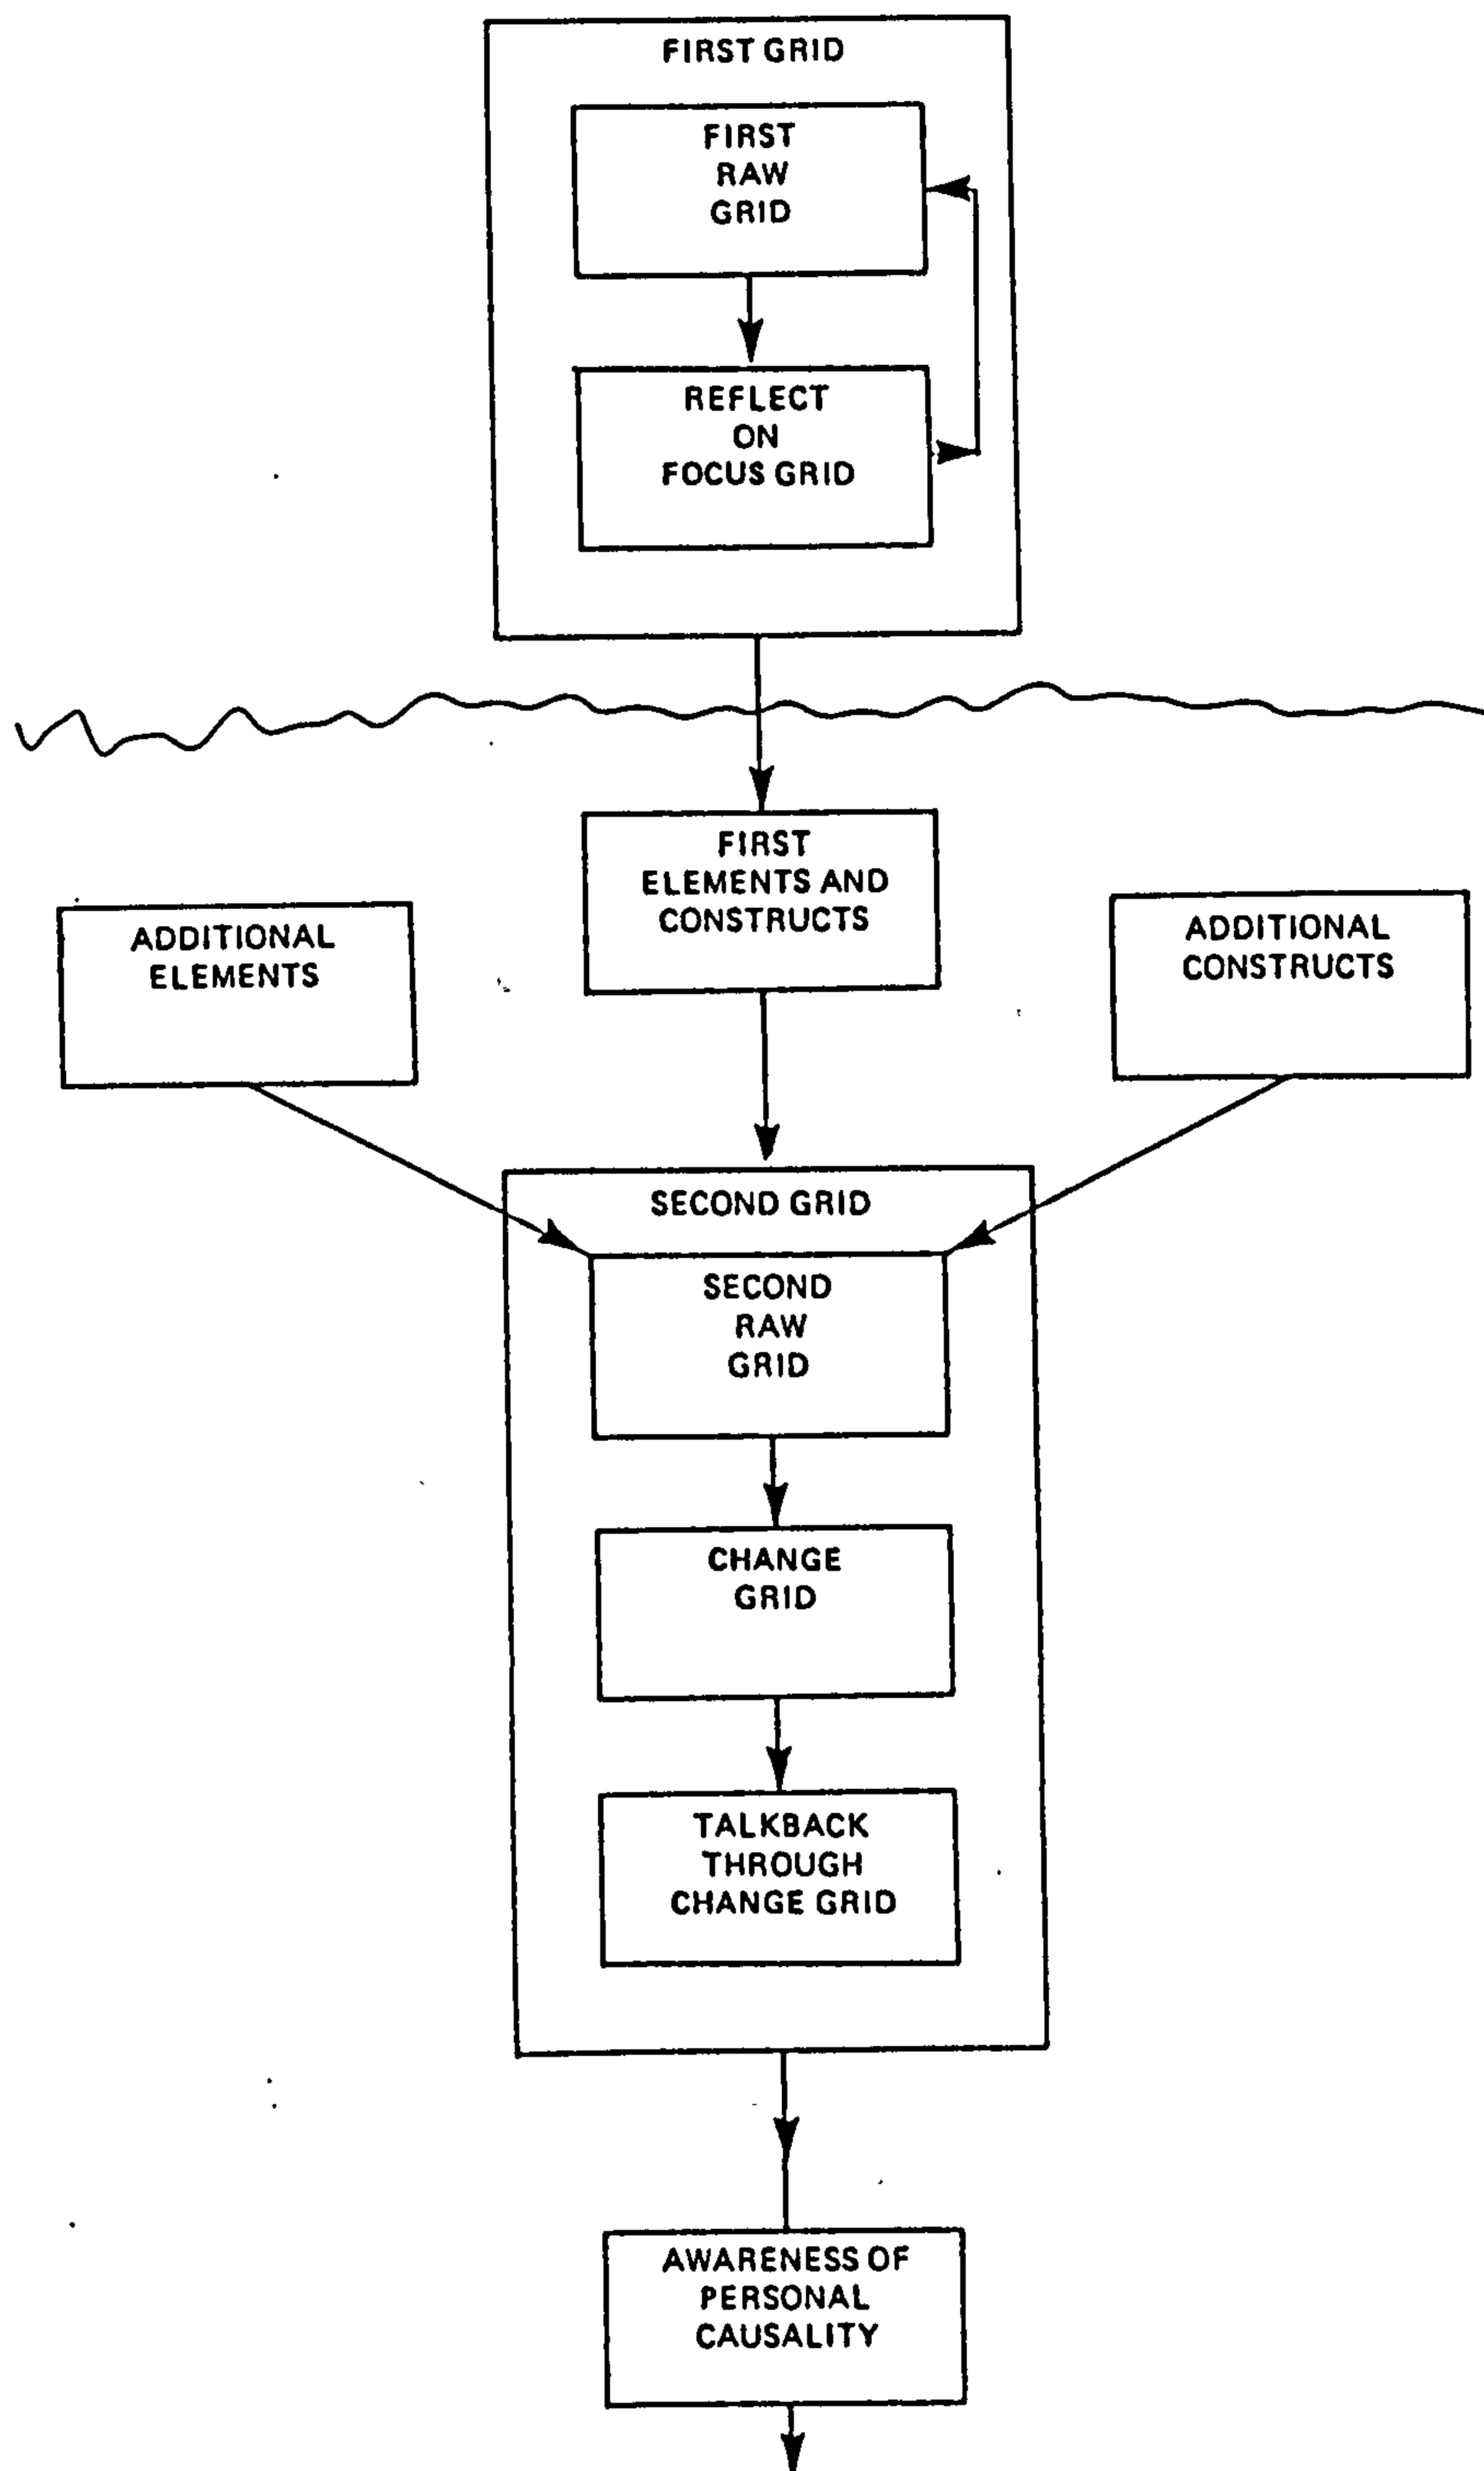 FIRST GRID
FIRST
RAW
GRID
REFLECT
ON
FOCUS GRID
FIRST
ELEMENTS AND
CONSTRUCTS
ADDITIONAL
ELEMENTS
ADDITIONAL
CONSTRUCTS
SECOND GRID
SECOND
RAW
GRID
CHANGE
GRID
TALKBACK
THROUGH
CHANGE GRID
AWARENESS OF
PERSONAL
CAUSALITY